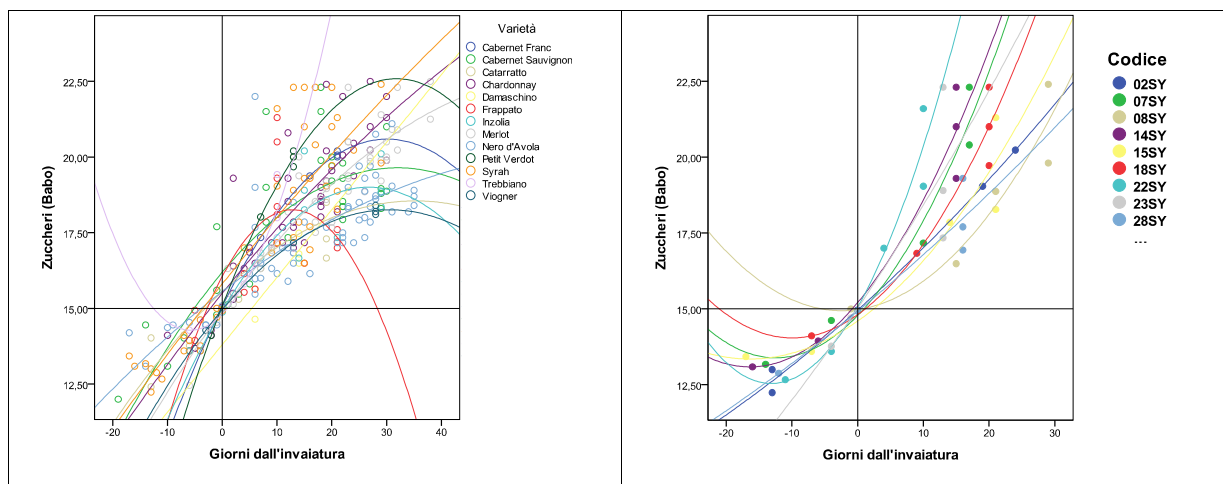 Zuccheri (Babo)
22,50
20,00
17,50
15,00
12,50
-20 -10 0 10 20 30 40
Giorni dall'invaiatura
Varietà
Cabernet Franc
Cabernet Sauvignon
Catarratto
Chardonnay
Damaschino
Frappato
Inzolia
Merlot
Nero d'Avola
Petit Verdot
Syrah
Trebbiano
Viogner
Zuccheri (Babo)
22,50
20,00
17,50
15,00
12,50
-20 -10 0 10 20 30
Giorni dall'invaiatura
Codice
02SY
07SY
08SY
14SY
15SY
18SY
22SY
23SY
28SY
...